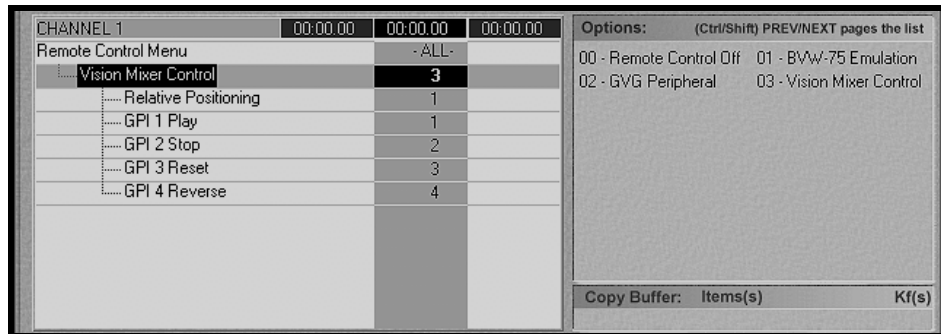 CHANNEL 1 00:00.00 00:00.00 00:00.00
Remote Control Menu -ALL-
Vision Mixer Control 3
Relative Positioning 1
GPI 1 Play 1
GPI 2 Stop 2
GPI 3 Reset 3
GPI 4 Reverse 4
Options: (Ctrl/Shift) PREV/NEXT pages the list
00 - Remote Control Off 01 - BVW-75 Emulation
02 - GVG Peripheral 03 - Vision Mixer Control
Copy Buffer: Items(s) Kf(s)